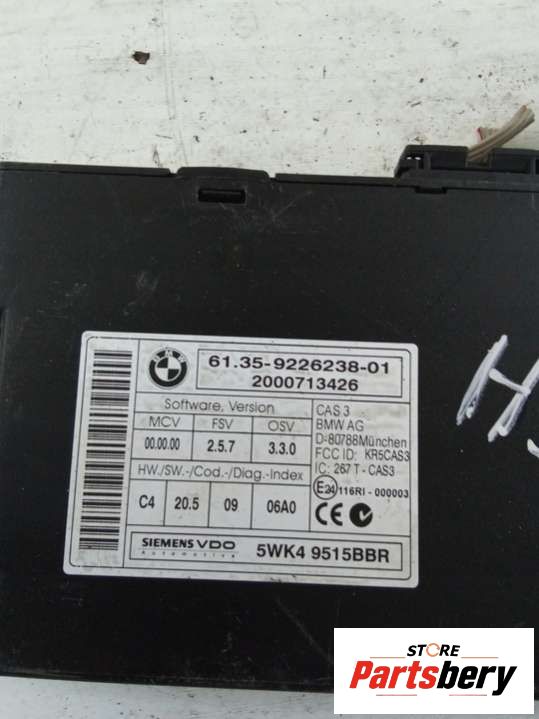 BMW
61.35-9226238-01
2000713426
Software, Version
MCV FSV OSV
00.00.00 2.5.7 3.3.0
HW./SW.-/Cod.-/Diag.-Index
C4 20.5 09 06A0
CAS 3
BMW AG
D-80788München
FCC ID: KR5CAS3
IC: 267 T - CAS3
E24 116RI - 000003
CE
SIEMENS VDO
Automotive
5WK4 9515BBR
STORE
Partsbery